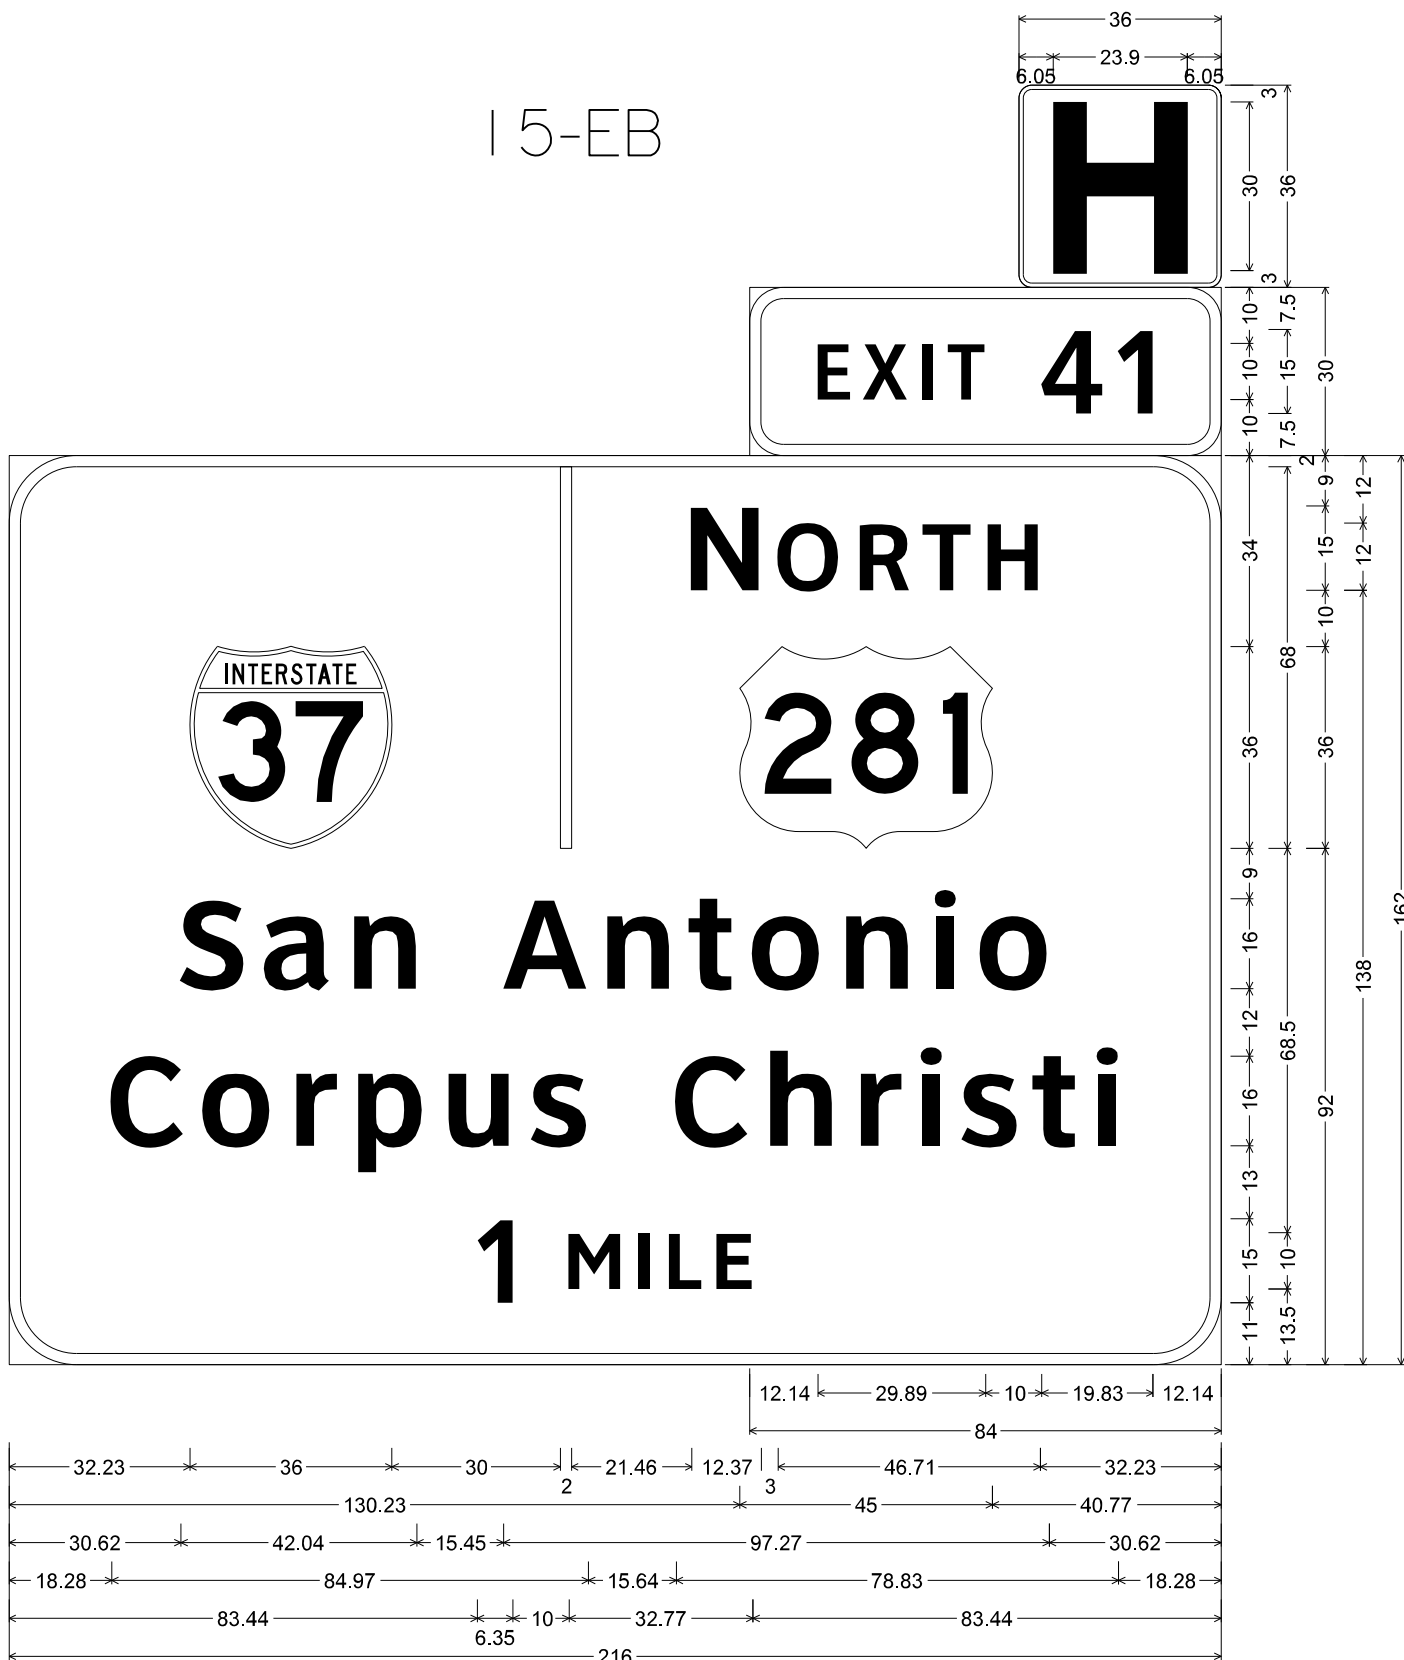 36
23.9
6.05 6.05
15-EB
H
3
30
36
3
EXIT 41
10
10
10
7.5
15
7.5
30
NORTH
INTERSTATE
37
281
San Antonio
Corpus Christi
1 MILE
34
36
9
16
12
16
13
15
11
2
68
68.5
10
13.5
9
15
10
36
92
12
12
138
162
12.14 29.89 10 19.83 12.14
84
32.23 36 30 2 21.46 12.37 3 46.71 32.23
130.23 45 40.77
30.62 42.04 15.45 97.27 30.62
18.28 84.97 15.64 78.83 18.28
83.44 6.35 10 32.77 83.44
216